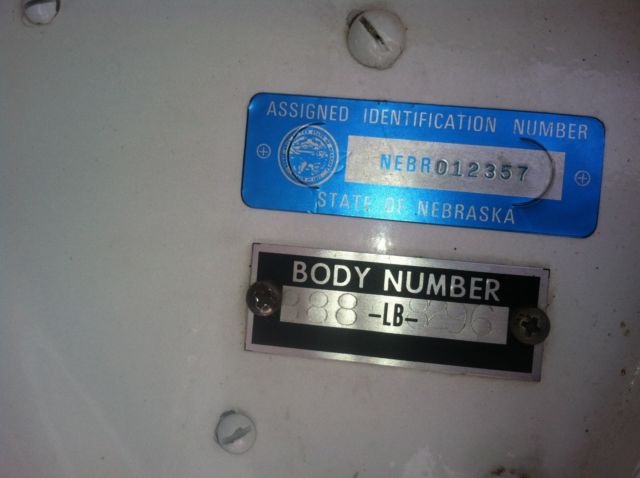 ASSIGNED IDENTIFICATION NUMBER
NEBR012357
STATE OF NEBRASKA
BODY NUMBER
-LB-